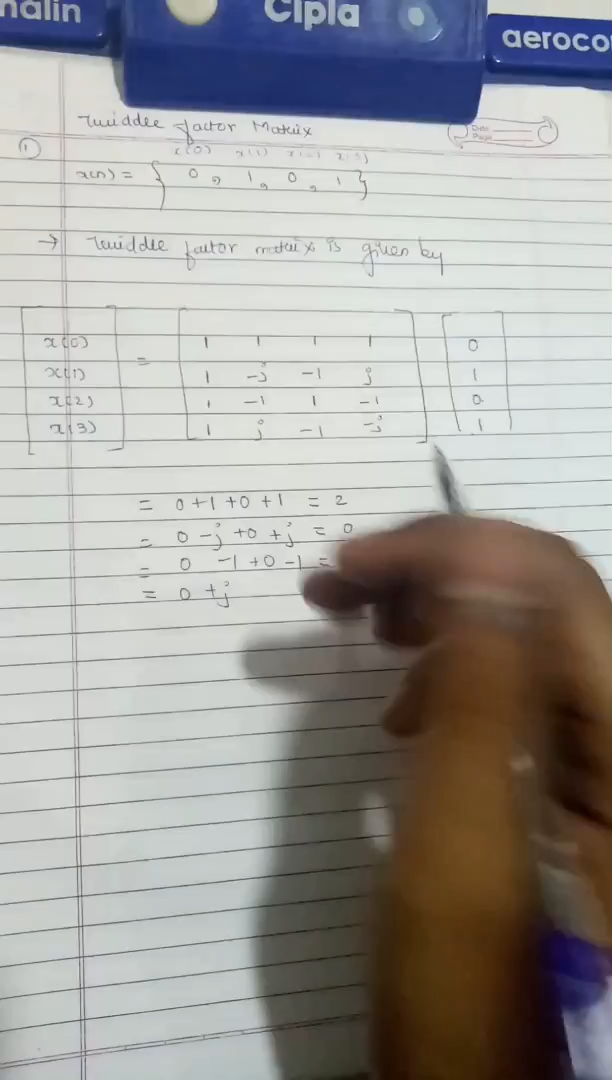 nalin
Cipla
aeroco
Twiddle factor Matrix
Date
Page
①
x(0) x(1) x(2) x(3)
x(n) = { 0, 1, 0, 1 }
→ Twiddle factor matrix is given by
x(0) = 1 1 1 1 0
x(1) 1 -j -1 j 1
x(2) 1 -1 1 -1 0
x(3) 1 j -1 -j 1
= 0+1+0+1 = 2
= 0-j+0+j = 0
= 0 -1+0-1 =
= 0 +j